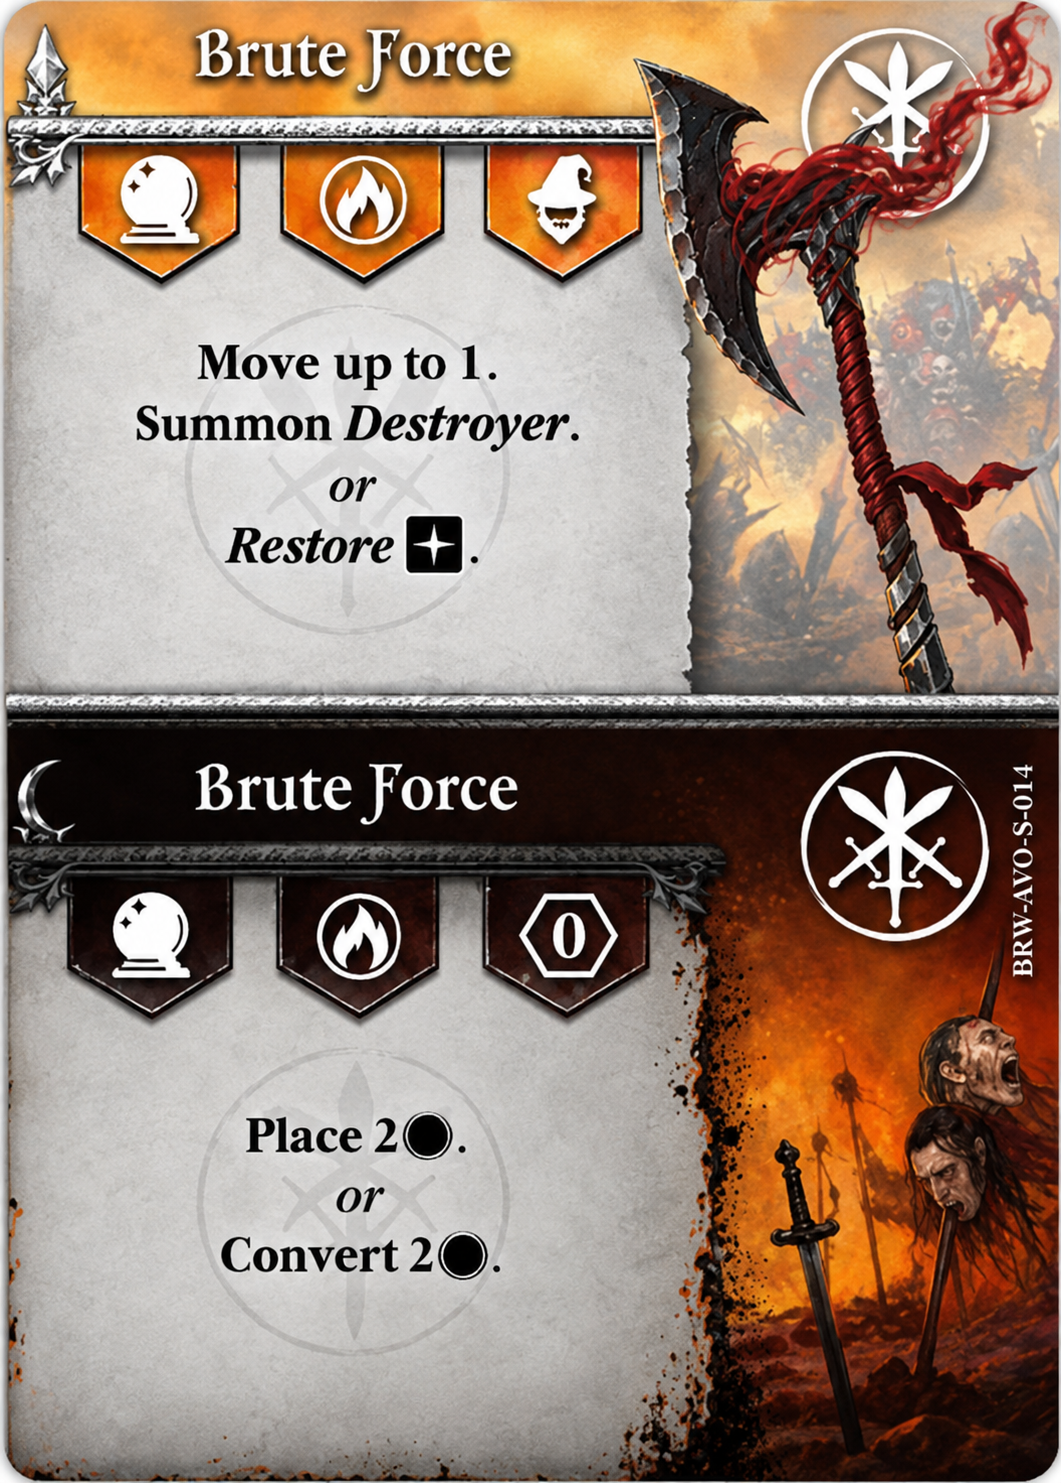 Brute Force
Move up to 1.
Summon Destroyer.
or
Restore .
Brute Force
BRW-AVO-S-014
0
Place 2 .
or
Convert 2 .